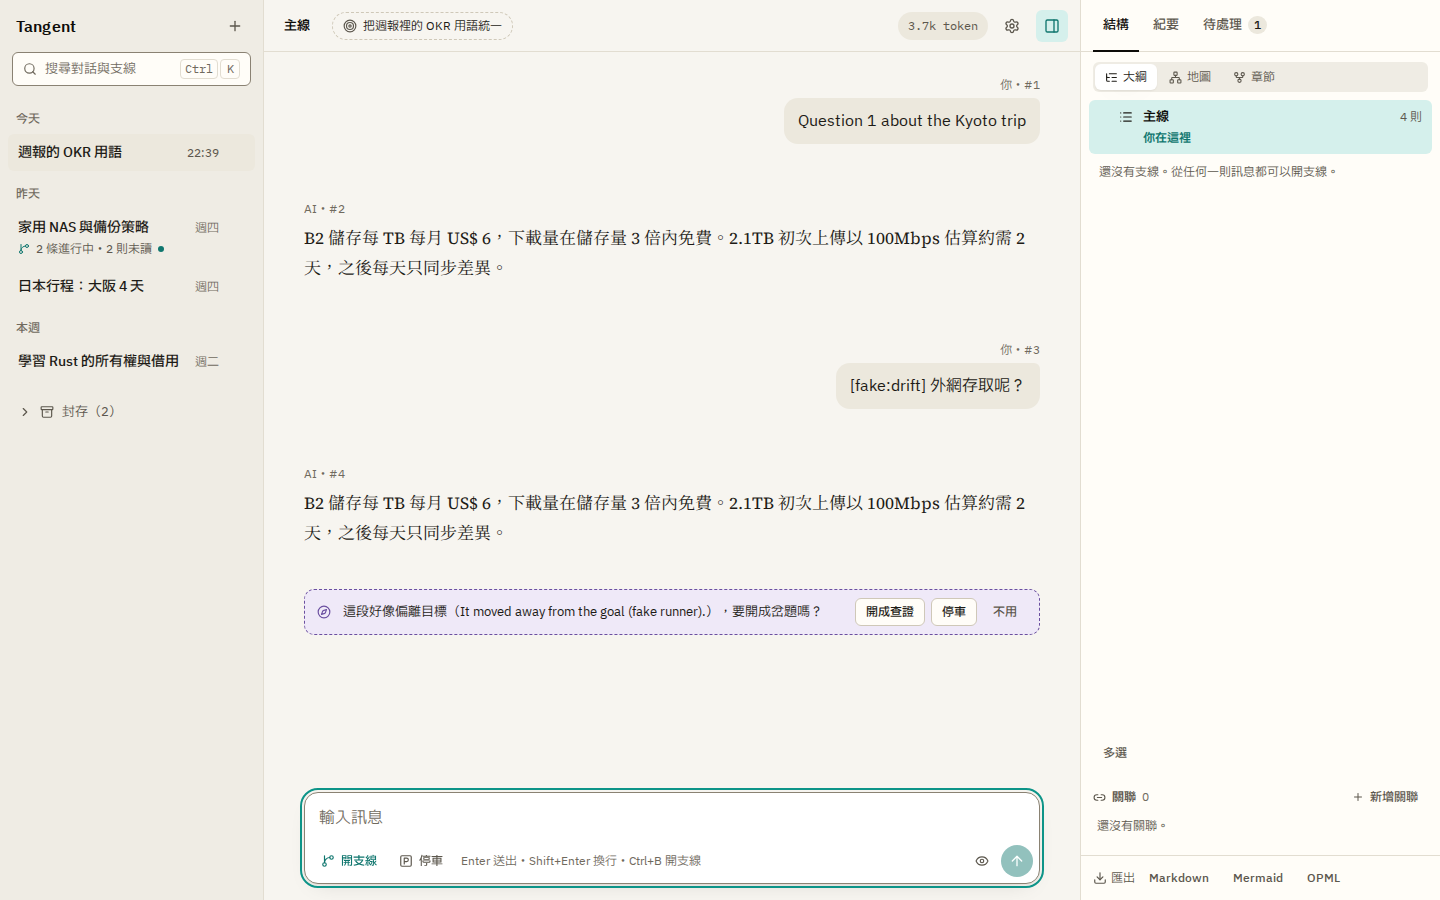 Tangent
搜尋對話與支線 Ctrl K
今天
週報的 OKR 用語 22:39
昨天
家用 NAS 與備份策略 週四
2 條進行中・2 則未讀
日本行程：大阪 4 天 週四
本週
學習 Rust 的所有權與借用 週二
封存（2）
主線 把週報裡的 OKR 用語統一 3.7k token
你・#1
Question 1 about the Kyoto trip
AI・#2
B2 儲存每 TB 每月 US$ 6，下載量在儲存量 3 倍內免費。2.1TB 初次上傳以 100Mbps 估算約需 2
天，之後每天只同步差異。
你・#3
[fake:drift] 外網存取呢？
AI・#4
B2 儲存每 TB 每月 US$ 6，下載量在儲存量 3 倍內免費。2.1TB 初次上傳以 100Mbps 估算約需 2
天，之後每天只同步差異。
這段好像偏離目標（It moved away from the goal (fake runner).），要開成岔題嗎？ 開成查證 停車 不用
輸入訊息
開支線 停車 Enter 送出・Shift+Enter 換行・Ctrl+B 開支線
結構 紀要 待處理 1
大綱 地圖 章節
主線 4 則
你在這裡
還沒有支線。從任何一則訊息都可以開支線。
多選
關聯 0 新增關聯
還沒有關聯。
匯出 Markdown Mermaid OPML